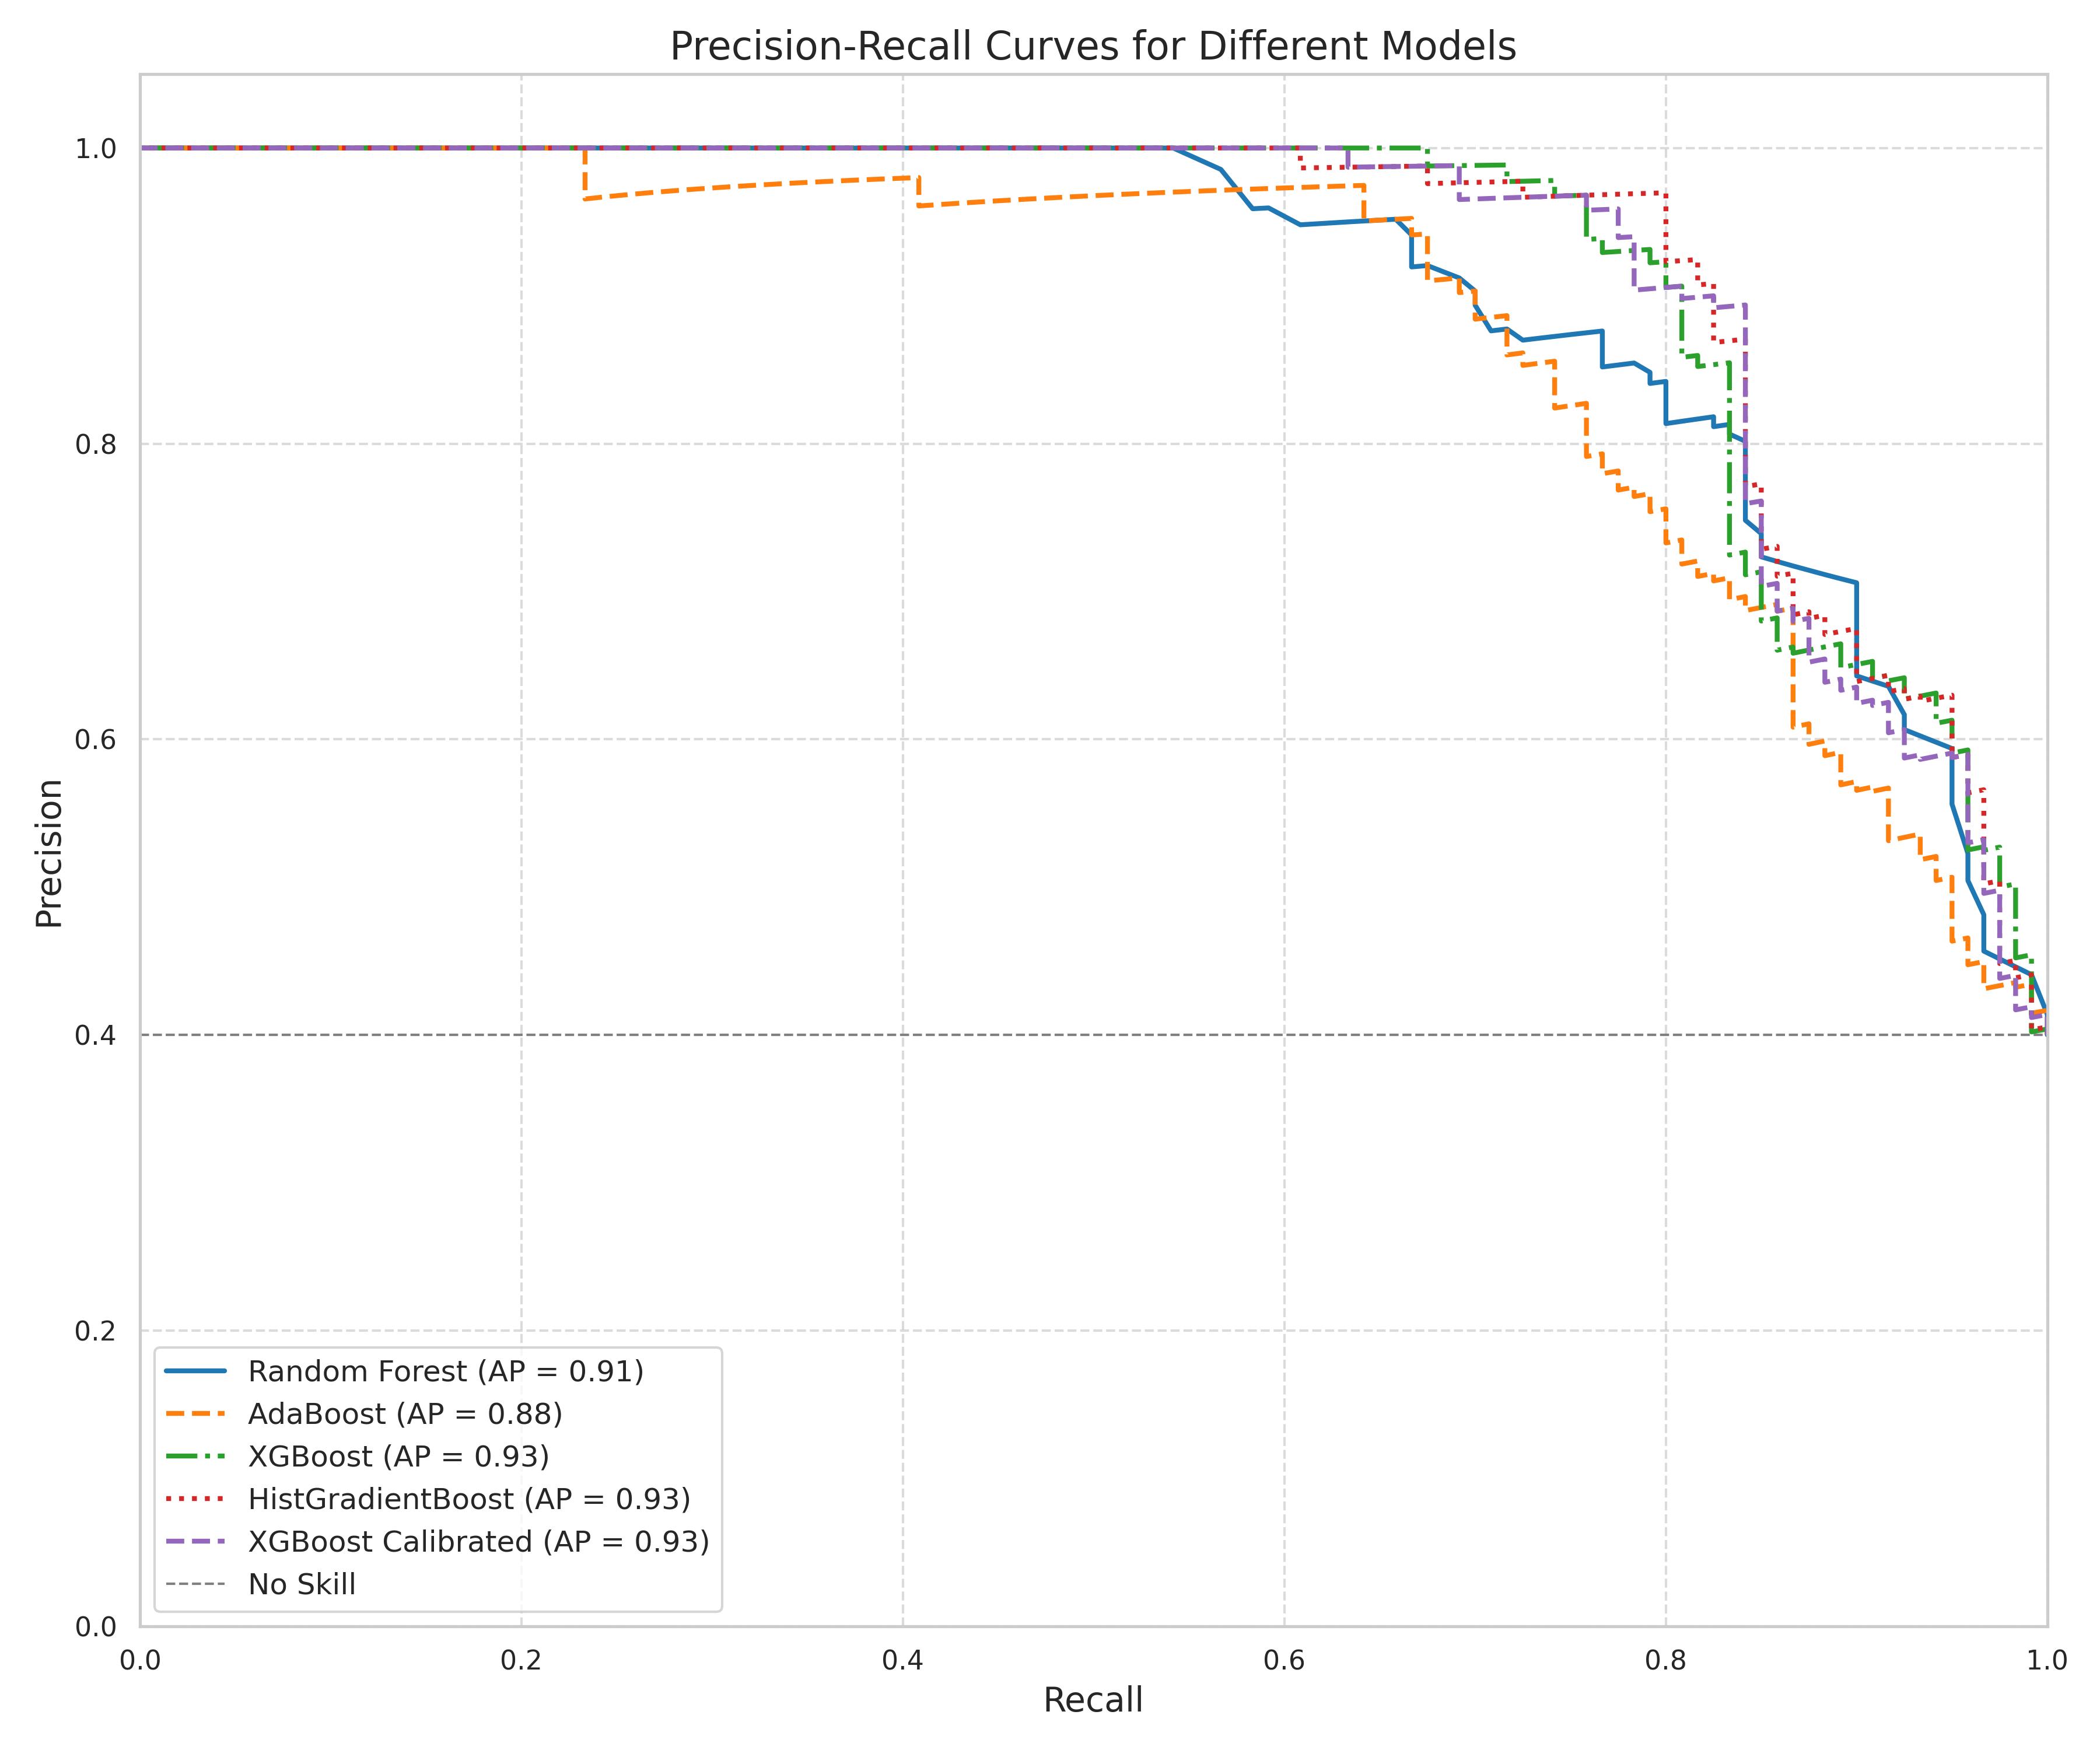 Precision-Recall Curves for Different Models
1.0
0.8
0.6
0.4
0.2
0.0
Precision
Random Forest (AP = 0.91)
AdaBoost (AP = 0.88)
XGBoost (AP = 0.93)
HistGradientBoost (AP = 0.93)
XGBoost Calibrated (AP = 0.93)
No Skill
0.0 0.2 0.4 0.6 0.8 1.0
Recall